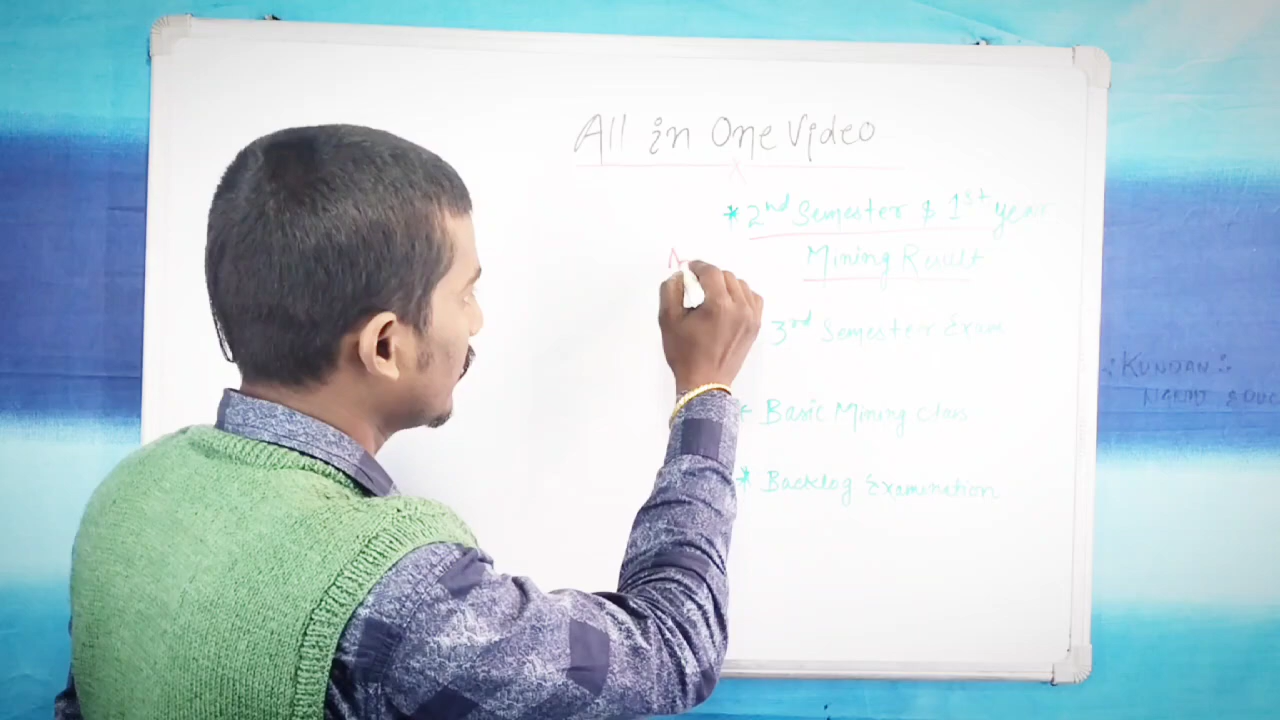 All in One Video
* 2nd Semester & 1st year
Mining Result
3rd Semester Exam
* Basic Mining Class
* Backlog Examination
KUNDAN